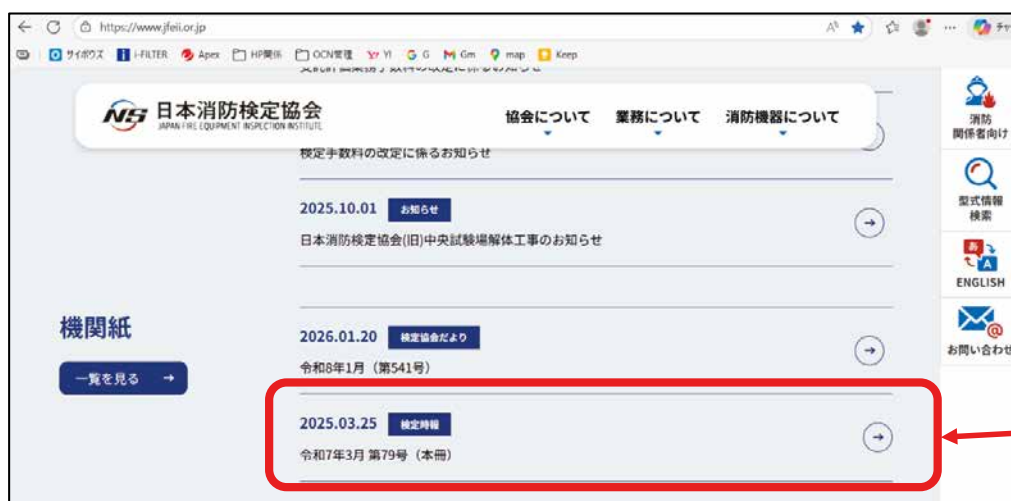 https://www.jfeii.or.jp
サイボウズ i-FILTER Apex HP関係 OCN管理 Y! G G Gm map Keep
NS 日本消防検定協会
JAPAN FIRE EQUIPMENT INSPECTION INSTITUTE
協会について 業務について 消防機器について
検定手数料の改定に係るお知らせ
2025.10.01 お知らせ
日本消防検定協会(旧)中央試験場解体工事のお知らせ
機関紙
一覧を見る →
2026.01.20 検定協会だより
令和8年1月（第541号）
2025.03.25 検定時報
令和7年3月 第79号（本冊）
消防
関係者向け
型式情報
検索
あ
A
ENGLISH
お問い合わせ